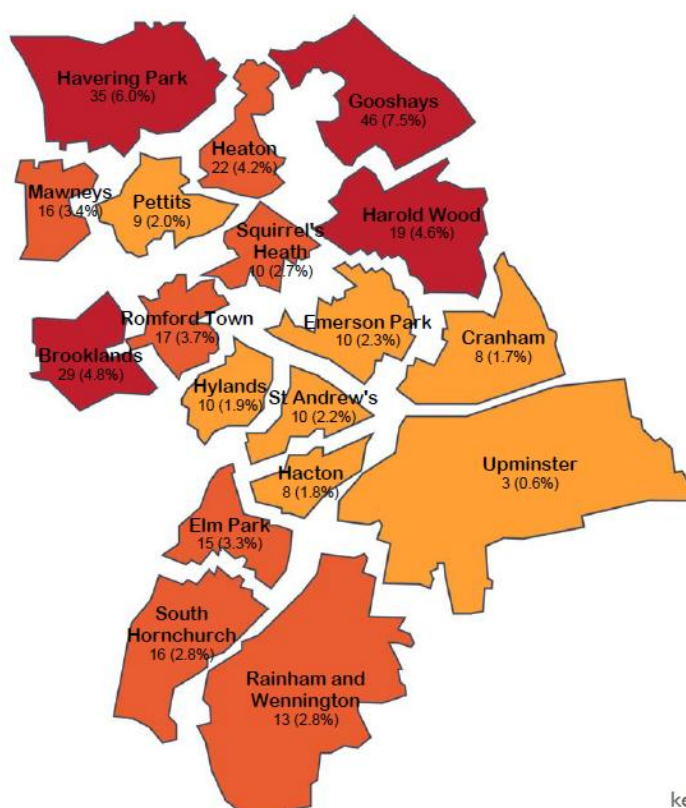 Havering Park
35 (6.0%)
Gooshays
46 (7.5%)
Heaton
22 (4.2%)
Mawneys
16 (3.4%)
Pettits
9 (2.0%)
Harold Wood
19 (4.6%)
Squirrel's
Heath
10 (2.7%)
Romford Town
17 (3.7%)
Emerson Park
10 (2.3%)
Cranham
8 (1.7%)
Brooklands
29 (4.8%)
Hylands
10 (1.9%)
St Andrew's
10 (2.2%)
Hacton
8 (1.8%)
Upminster
3 (0.6%)
Elm Park
15 (3.3%)
South
Hornchurch
16 (2.8%)
Rainham and
Wennington
13 (2.8%)